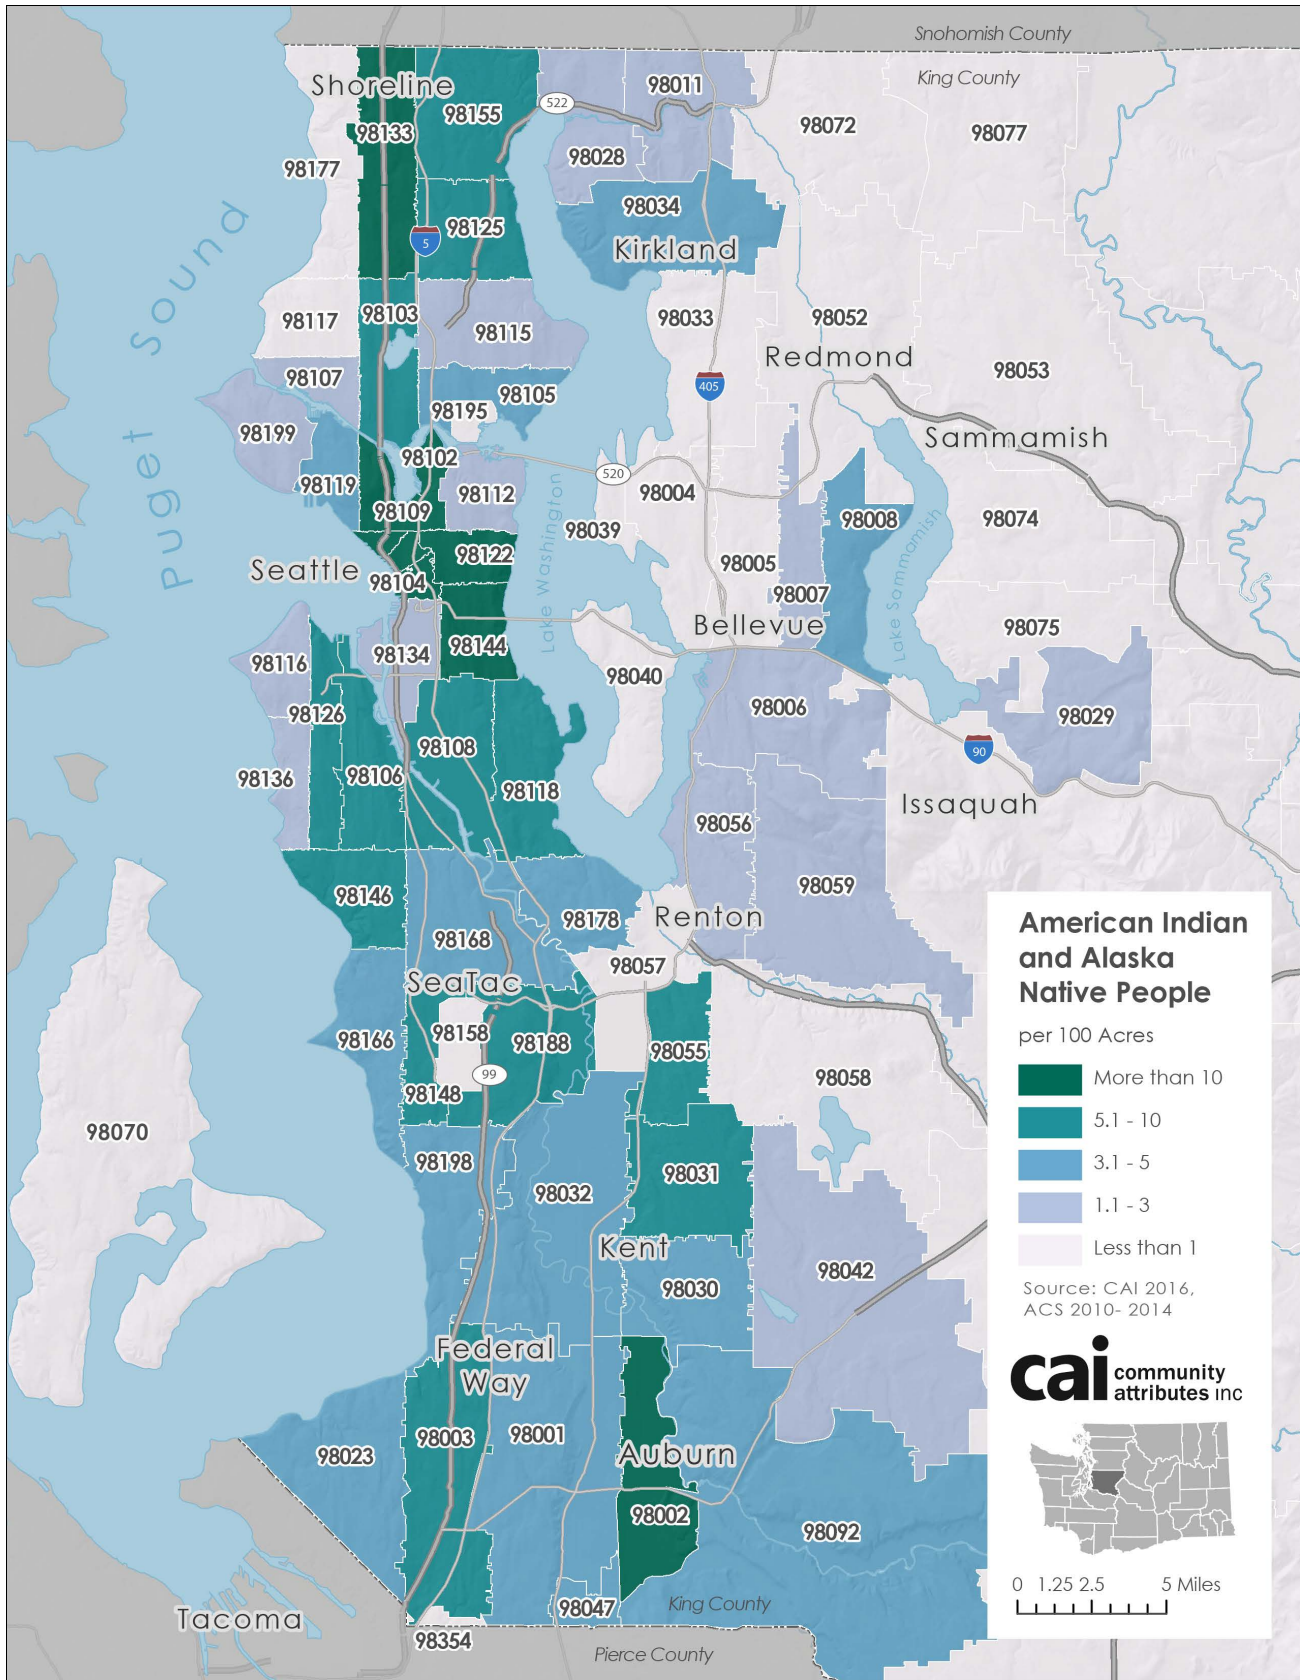 Snohomish County
King County
Shoreline
522
98011
98155
98133
98072
98077
98028
98177
98034
98125
5
Kirkland
Puget Sound
98103
98117
98115
98033
98052
Redmond
98053
98107
405
98105
98195
98199
Sammamish
98102
520
98119
98112
98004
98109
98039
98008
98074
Lake Washington
Lake Sammamish
98122
Seattle
98104
98005
98007
Bellevue
98075
98144
98134
98116
98040
98126
98006
98029
98108
90
98136
98106
98118
Issaquah
98056
98059
98146
98178
Renton
98168
98057
SeaTac
98158
98166
98188
98055
99
98058
98148
98070
98198
98031
98032
Kent
98042
98030
Federal
Way
98003
98001
98023
Auburn
98002
98092
98047
King County
Tacoma
98354
Pierce County
American Indian
and Alaska
Native People
per 100 Acres
More than 10
5.1 - 10
3.1 - 5
1.1 - 3
Less than 1
Source: CAI 2016,
ACS 2010- 2014
cai community
attributes inc
0 1.25 2.5 5 Miles